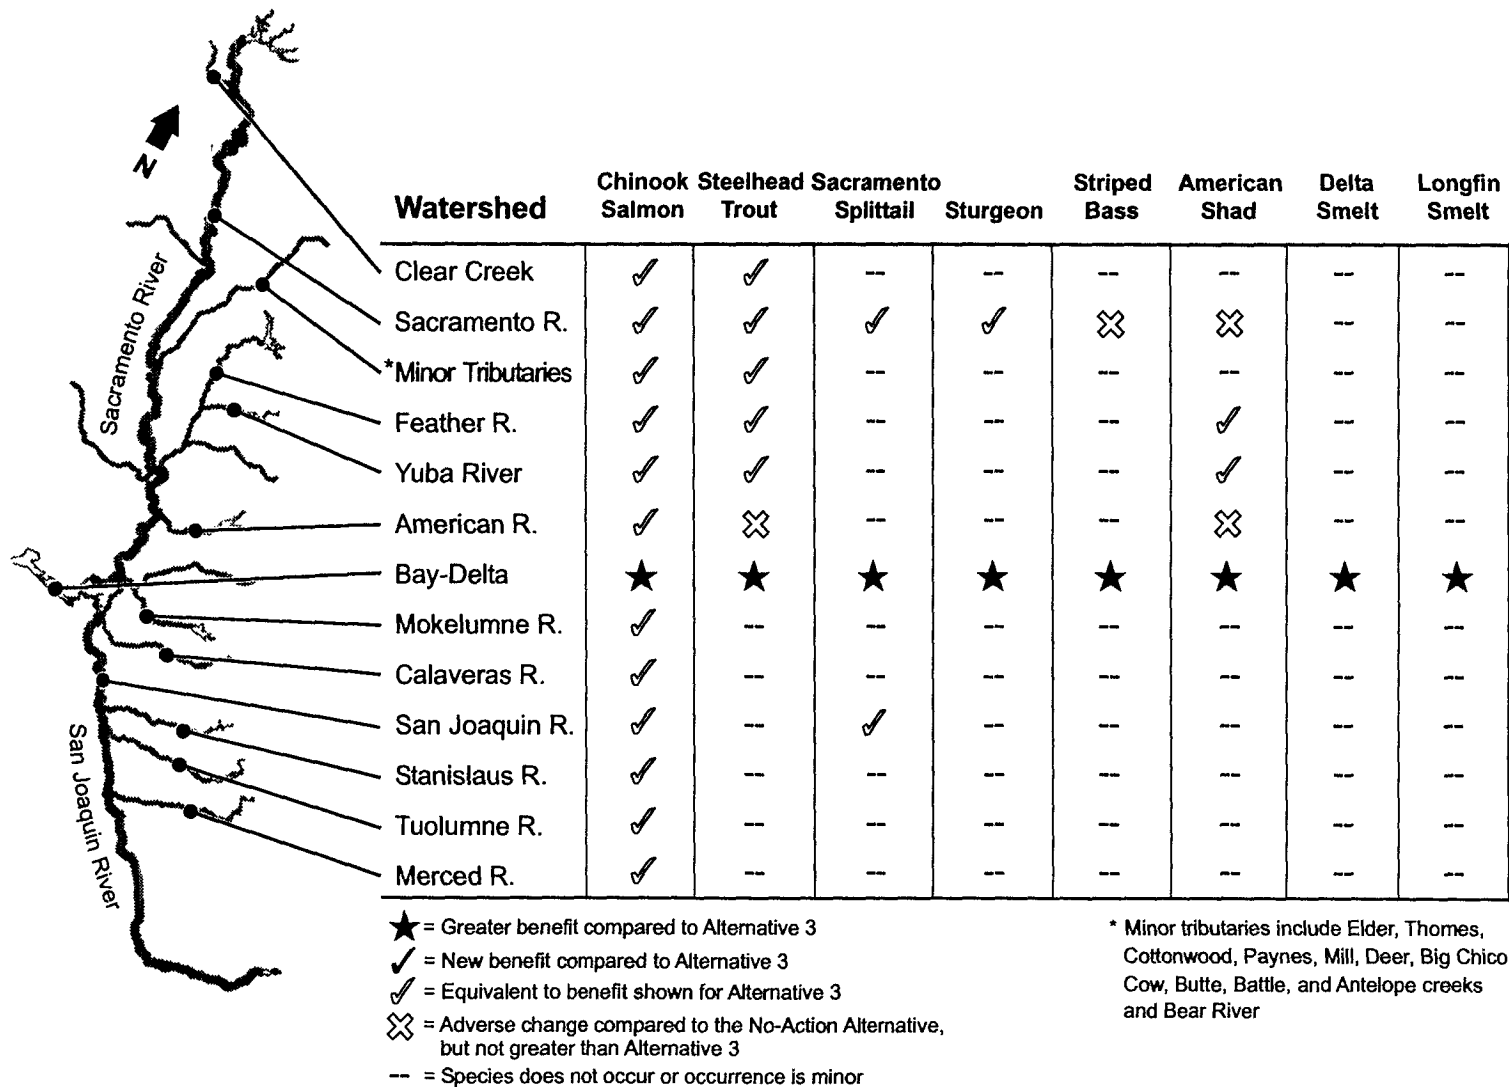 N
Sacramento River
San Joaquin River
Watershed Chinook Salmon Steelhead Trout Sacramento Splittail Sturgeon Striped Bass American Shad Delta Smelt Longfin Smelt
Clear Creek ✓ ✓ -- -- -- -- -- --
Sacramento R. ✓ ✓ ✓ ✓ ✕ ✕ -- --
*Minor Tributaries ✓ ✓ -- -- -- -- -- --
Feather R. ✓ ✓ -- -- -- ✓ -- --
Yuba River ✓ ✓ -- -- -- ✓ -- --
American R. ✓ ✕ -- -- -- ✕ -- --
Bay-Delta ★ ★ ★ ★ ★ ★ ★ ★
Mokelumne R. ✓ -- -- -- -- -- -- --
Calaveras R. ✓ -- -- -- -- -- -- --
San Joaquin R. ✓ -- ✓ -- -- -- -- --
Stanislaus R. ✓ -- -- -- -- -- -- --
Tuolumne R. ✓ -- -- -- -- -- -- --
Merced R. ✓ -- -- -- -- -- -- --
★ = Greater benefit compared to Alternative 3
✓ = New benefit compared to Alternative 3
✓ = Equivalent to benefit shown for Alternative 3
✕ = Adverse change compared to the No-Action Alternative,
but not greater than Alternative 3
-- = Species does not occur or occurrence is minor
* Minor tributaries include Elder, Thomes,
Cottonwood, Paynes, Mill, Deer, Big Chico
Cow, Butte, Battle, and Antelope creeks
and Bear River